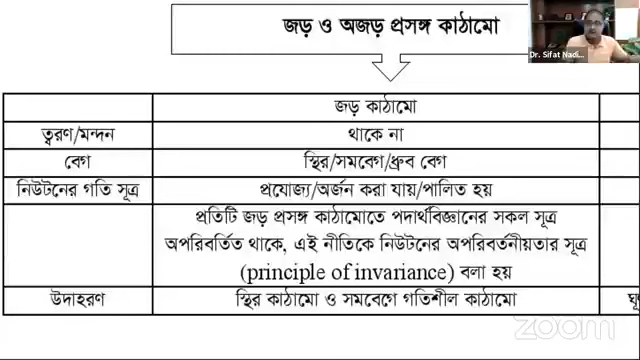 জড় ও অজড় প্রসঙ্গ কাঠামো
Dr. Sifat Nadi...
জড় কাঠামো
ত্বরণ/মন্দন থাকে না
বেগ স্থির/সমবেগ/ধ্রুব বেগ
নিউটনের গতি সূত্র প্রযোজ্য/অর্জন করা যায়/পালিত হয়
প্রতিটি জড় প্রসঙ্গ কাঠামোতে পদার্থবিজ্ঞানের সকল সূত্র
অপরিবর্তিত থাকে, এই নীতিকে নিউটনের অপরিবর্তনীয়তার সূত্র
(principle of invariance) বলা হয়
উদাহরণ স্থির কাঠামো ও সমবেগে গতিশীল কাঠামো
zoom